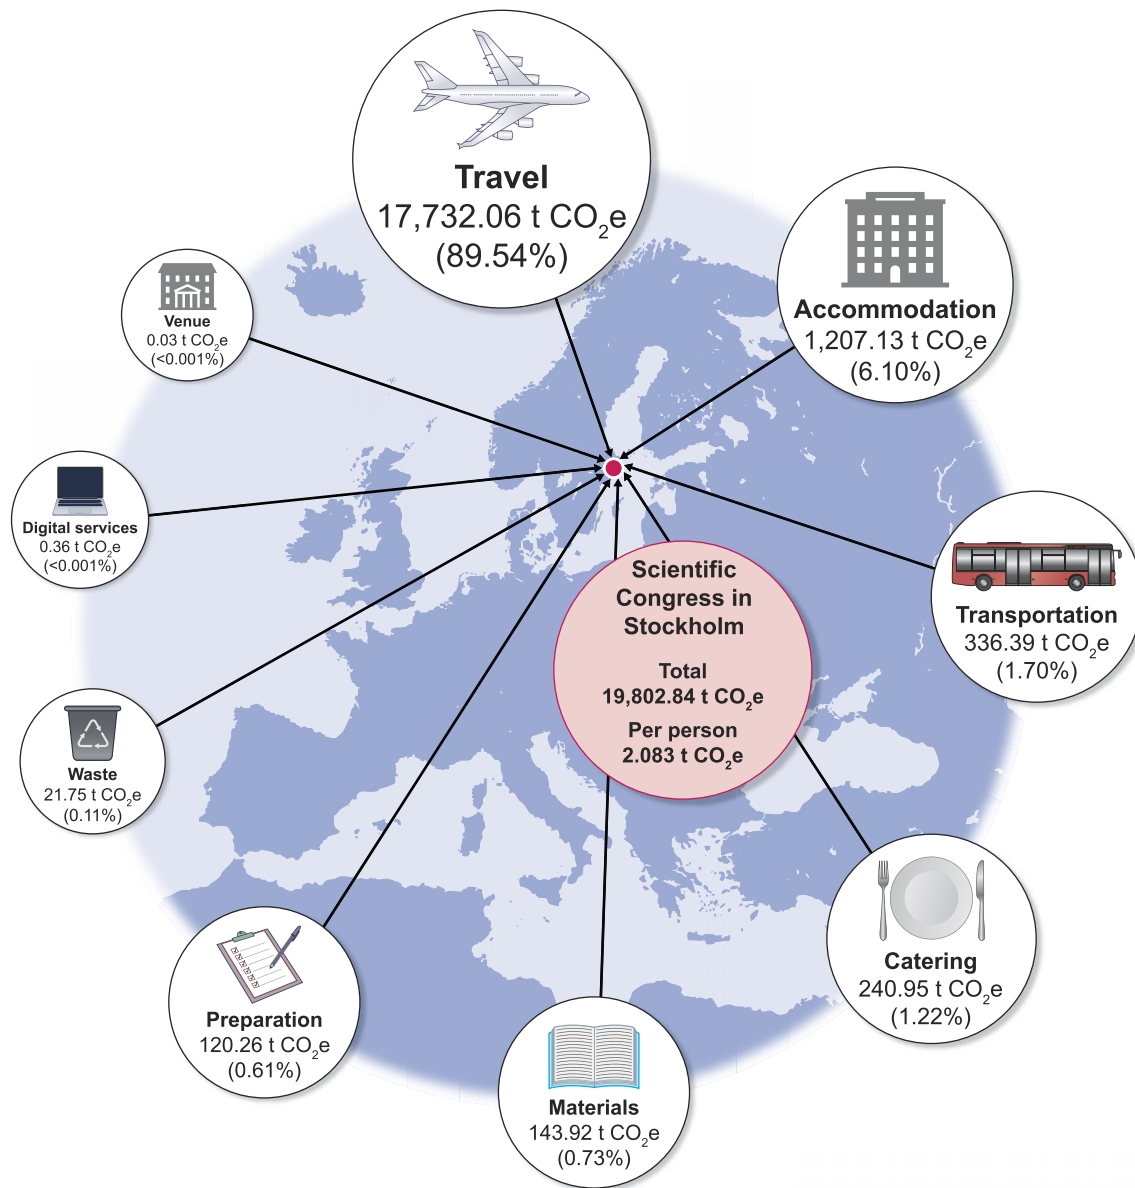 Travel
17,732.06 t CO₂e
(89.54%)
Accommodation
1,207.13 t CO₂e
(6.10%)
Venue
0.03 t CO₂e
(<0.001%)
Digital services
0.36 t CO₂e
(<0.001%)
Scientific
Congress in
Stockholm
Total
19,802.84 t CO₂e
Per person
2.083 t CO₂e
Transportation
336.39 t CO₂e
(1.70%)
Waste
21.75 t CO₂e
(0.11%)
Catering
240.95 t CO₂e
(1.22%)
Preparation
120.26 t CO₂e
(0.61%)
Materials
143.92 t CO₂e
(0.73%)